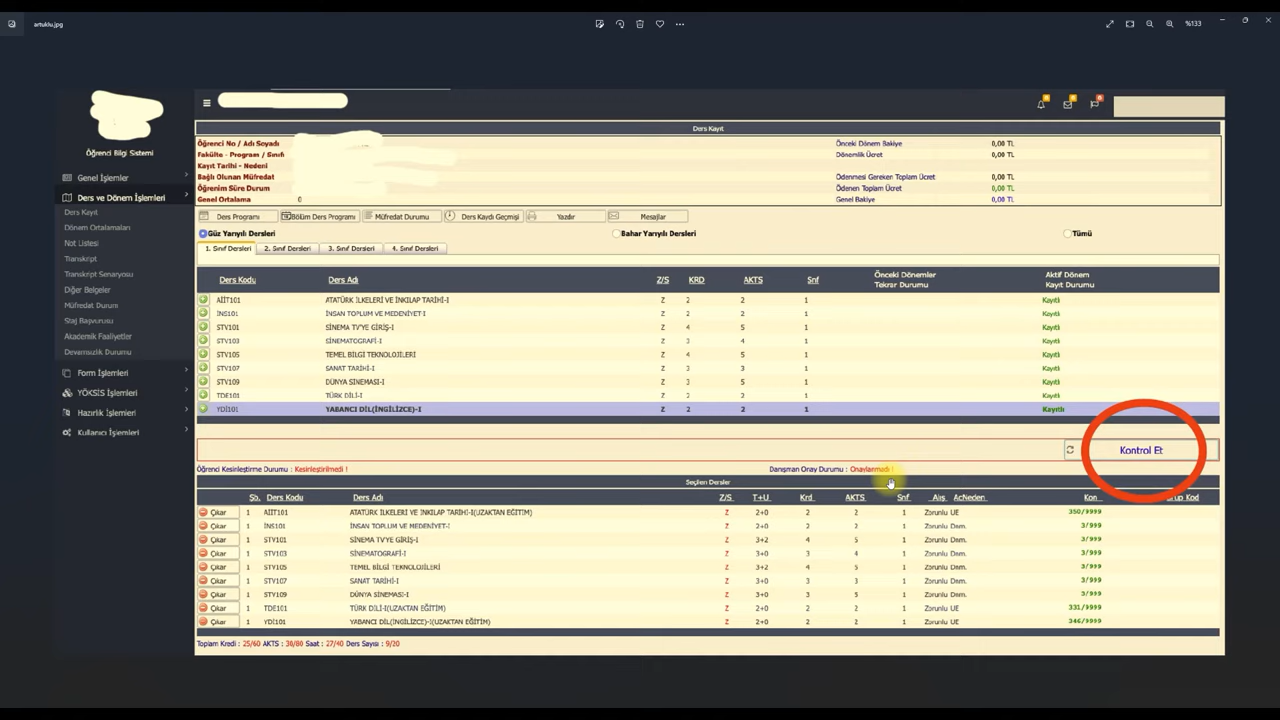 artuklu.jpg
%133
Öğrenci Bilgi Sistemi
Genel İşlemler
Ders ve Dönem İşlemleri
Ders Kayıt
Dönem Ortalamaları
Not Listesi
Transkript
Transkript Senaryosu
Diğer Belgeler
Müfredat Durum
Staj Başvurusu
Akademik Faaliyetler
Devamsızlık Durumu
Form İşlemleri
YÖKSİS İşlemleri
Hazırlık İşlemleri
Kullanıcı İşlemleri
Ders Kayıt
Öğrenci No / Adı Soyadı
Önceki Dönem Bakiye 0,00 TL
Fakülte - Program / Sınıfı
Dönemlik Ücret 0,00 TL
Kayıt Tarihi - Nedeni
Bağlı Olunan Müfredat
Ödenmesi Gereken Toplam Ücret 0,00 TL
Öğrenim Süre Durum
Ödenen Toplam Ücret 0,00 TL
Genel Ortalama 0
Genel Bakiye 0,00 TL
Ders Programı Bölüm Ders Programı Müfredat Durumu Ders Kaydı Geçmişi Yazdır Mesajlar
Güz Yarıyılı Dersleri Bahar Yarıyılı Dersleri Tümü
1. Sınıf Dersleri 2. Sınıf Dersleri 3. Sınıf Dersleri 4. Sınıf Dersleri
Ders Kodu Ders Adı Z/S KRD AKTS Snf Önceki Dönemler Tekrar Durumu Aktif Dönem Kayıt Durumu
AİİT101 ATATÜRK İLKELERİ VE İNKILAP TARİHİ-I Z 2 2 1 Kayıtlı
İNS101 İNSAN TOPLUM VE MEDENİYET-I Z 2 2 1 Kayıtlı
STV101 SİNEMA TV'YE GİRİŞ-I Z 4 5 1 Kayıtlı
STV103 SİNEMATOGRAFİ-I Z 3 4 1 Kayıtlı
STV105 TEMEL BİLGİ TEKNOLOJİLERİ Z 4 5 1 Kayıtlı
STV107 SANAT TARİHİ-I Z 3 3 1 Kayıtlı
STV109 DÜNYA SİNEMASI-I Z 3 5 1 Kayıtlı
TDE101 TÜRK DİLİ-I Z 2 2 1 Kayıtlı
YDİ101 YABANCI DİL(İNGİLİZCE)-I Z 2 2 1 Kayıtlı
Kontrol Et
Öğrenci Kesinleştirme Durumu : Kesinleştirilmedi ! Danışman Onay Durumu : Onaylanmadı !
Seçilen Dersler
Şb. Ders Kodu Ders Adı Z/S T+U Krd AKTS Snf Alış AçNeden Kon Grup Kod
Çıkar 1 AİİT101 ATATÜRK İLKELERİ VE İNKILAP TARİHİ-I(UZAKTAN EĞİTİM) Z 2+0 2 2 1 Zorunlu UE 350/9999
Çıkar 1 İNS101 İNSAN TOPLUM VE MEDENİYET-I Z 2+0 2 2 1 Zorunlu Dnm. 3/999
Çıkar 1 STV101 SİNEMA TV'YE GİRİŞ-I Z 3+2 4 5 1 Zorunlu Dnm. 3/999
Çıkar 1 STV103 SİNEMATOGRAFİ-I Z 3+0 3 4 1 Zorunlu Dnm. 3/999
Çıkar 1 STV105 TEMEL BİLGİ TEKNOLOJİLERİ Z 3+2 4 5 1 Zorunlu Dnm. 3/999
Çıkar 1 STV107 SANAT TARİHİ-I Z 3+0 3 3 1 Zorunlu Dnm. 3/999
Çıkar 1 STV109 DÜNYA SİNEMASI-I Z 3+0 3 5 1 Zorunlu Dnm. 3/999
Çıkar 1 TDE101 TÜRK DİLİ-I(UZAKTAN EĞİTİM) Z 2+0 2 2 1 Zorunlu UE 331/9999
Çıkar 1 YDİ101 YABANCI DİL(İNGİLİZCE)-I(UZAKTAN EĞİTİM) Z 2+0 2 2 1 Zorunlu UE 346/9999
Toplam Kredi : 25/60 AKTS : 30/80 Saat : 27/40 Ders Sayısı : 9/20